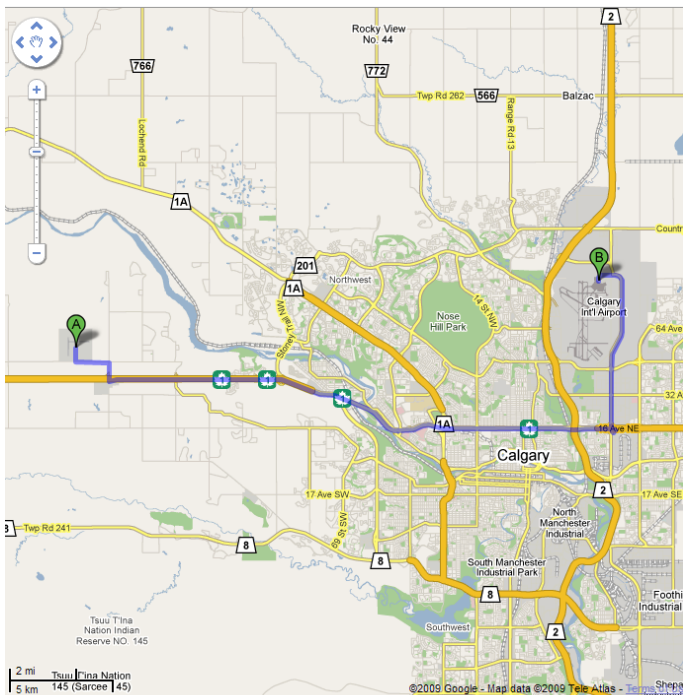 2
Rocky View
No. 44
766
772
Twp Rd 262
566
Balzac
Lochend Rd
Range Rd 13
1A
Countr
201
Northwest
1A
B
Calgary
Int'l Airport
Nose
Hill Park
14 St NW
Stoney Trail NW
A
64 Ave
1
1
1
32 A
1A
1
16 Ave NE
Calgary
17 Ave SW
2
17 Ave SE
8
Twp Rd 241
69 St SW
North
Manchester
Industrial
8
8
South Manchester
Industrial Park
Foothi
Industrial
8
Tsuu T'ina
Nation Indian
Reserve NO. 145
Southwest
2
2 mi
5 km
Tsuu T'ina Nation
145 (Sarcee 145)
Shepa
©2009 Google - Map data ©2009 Tele Atlas - Terms of